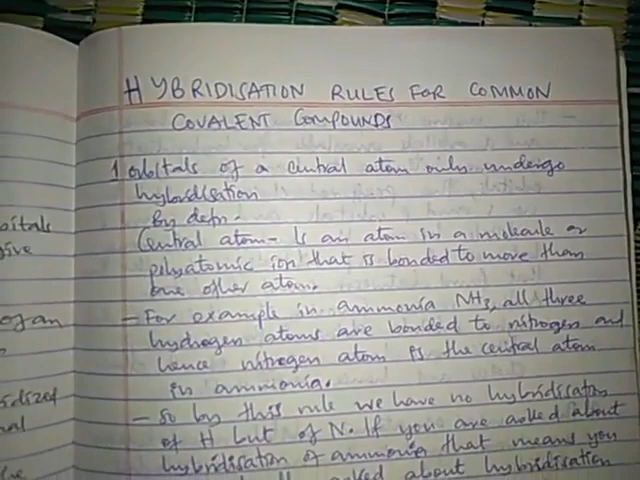 HYBRIDISATION RULES FOR COMMON
COVALENT COMPOUNDS
1 orbitals of a central atom only undergo
hybridisation
By defn.
Central atom - Is an atom in a molecule or
polyatomic ion that is bonded to more than
one other atom.
- For example in ammonia NH3, all three
hydrogen atoms are bonded to nitrogen and
hence nitrogen atom is the central atom
in ammonia.
- So by this rule we have no hybridisation
of H but of N. If you are asked about
hybridisation of ammonia that means you
asked about hybridisation
bitals
give
of an